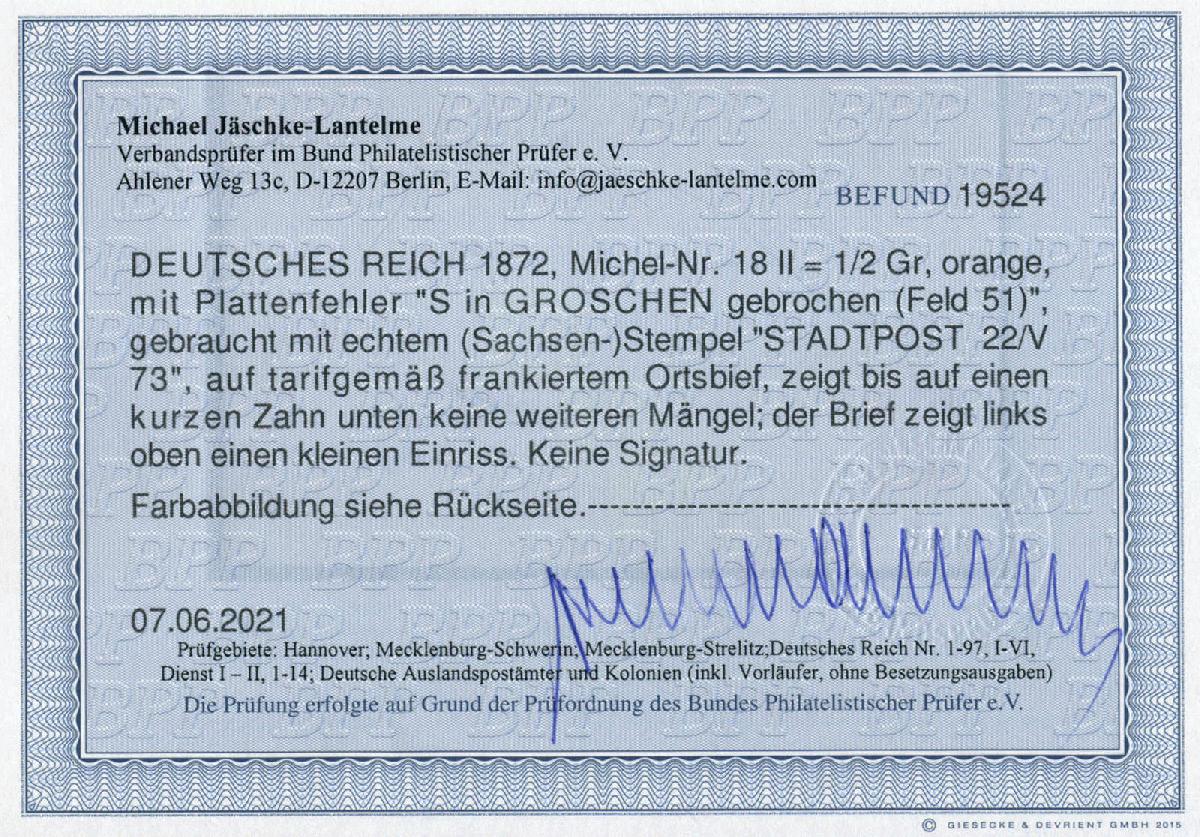 Michael Jäschke-Lantelme
Verbandsprüfer im Bund Philatelistischer Prüfer e. V.
Ahlener Weg 13c, D-12207 Berlin, E-Mail: info@jaeschke-lantelme.com
BEFUND 19524
DEUTSCHES REICH 1872, Michel-Nr. 18 II = 1/2 Gr, orange,
mit Plattenfehler "S in GROSCHEN gebrochen (Feld 51)",
gebraucht mit echtem (Sachsen-)Stempel "STADTPOST 22/V
73", auf tarifgemäß frankiertem Ortsbief, zeigt bis auf einen
kurzen Zahn unten keine weiteren Mängel; der Brief zeigt links
oben einen kleinen Einriss. Keine Signatur.
Farbabbildung siehe Rückseite.--------------------------------------
07.06.2021
Prüfgebiete: Hannover; Mecklenburg-Schwerin; Mecklenburg-Strelitz;Deutsches Reich Nr. 1-97, I-VI,
Dienst I – II, 1-14; Deutsche Auslandspostämter und Kolonien (inkl. Vorläufer, ohne Besetzungsausgaben)
Die Prüfung erfolgte auf Grund der Prüfordnung des Bundes Philatelistischer Prüfer e.V.
© GIESECKE & DEVRIENT GMBH 2015